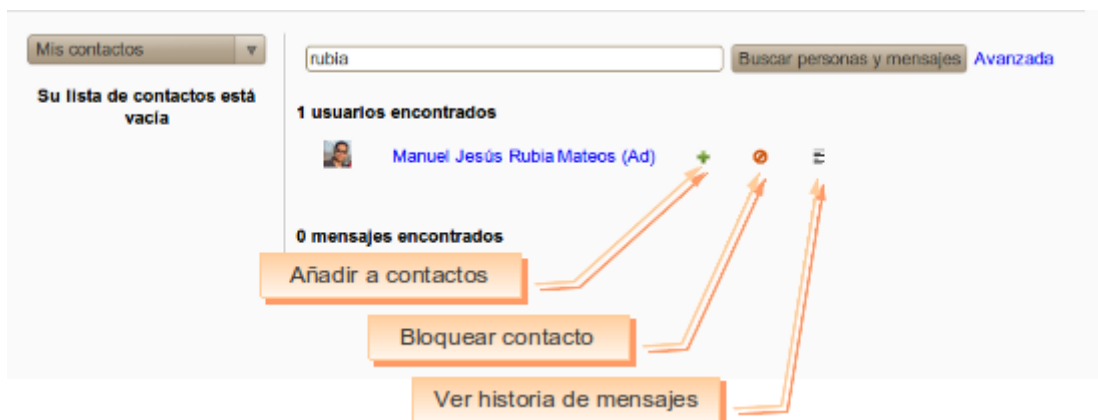 Mis contactos
Su lista de contactos está
vacía
rubia
Buscar personas y mensajes
Avanzada
1 usuarios encontrados
Manuel Jesús Rubia Mateos (Ad)
0 mensajes encontrados
Añadir a contactos
Bloquear contacto
Ver historia de mensajes